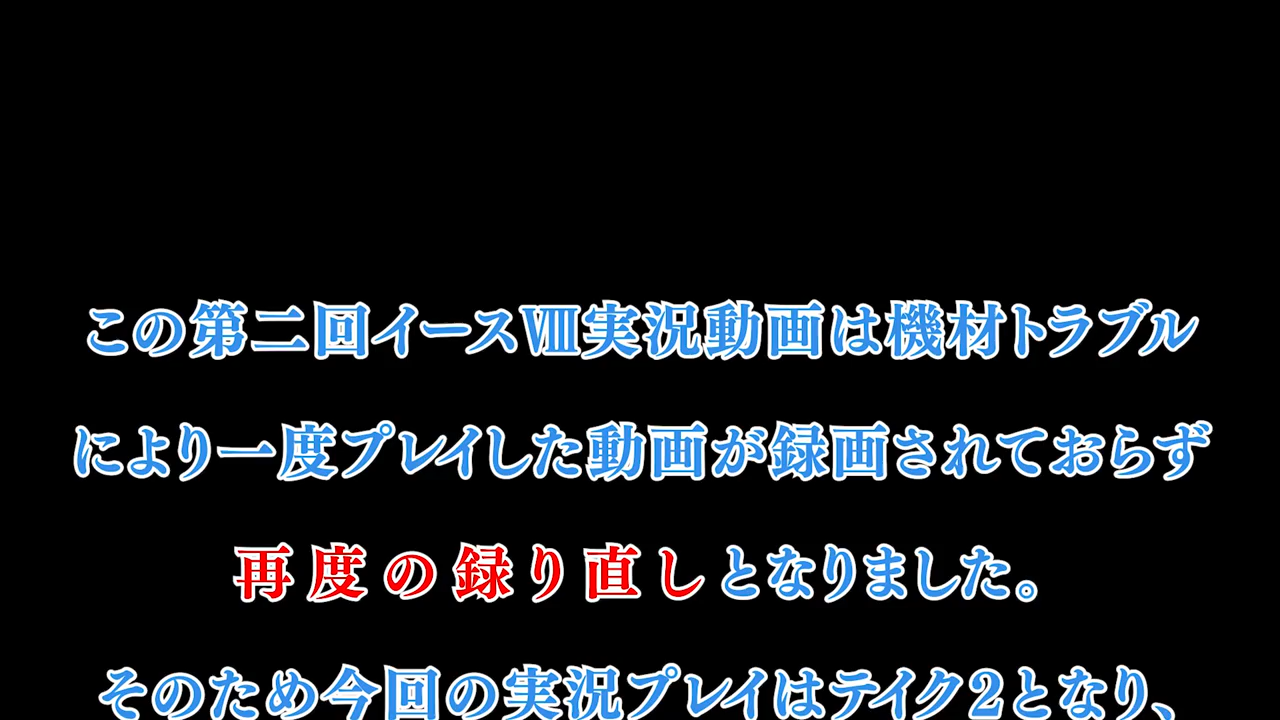 この第二回イースⅧ実況動画は機材トラブル
により一度プレイした動画が録画されておらず
再度の録り直しとなりました。
そのため今回の実況プレイはテイク2となり、